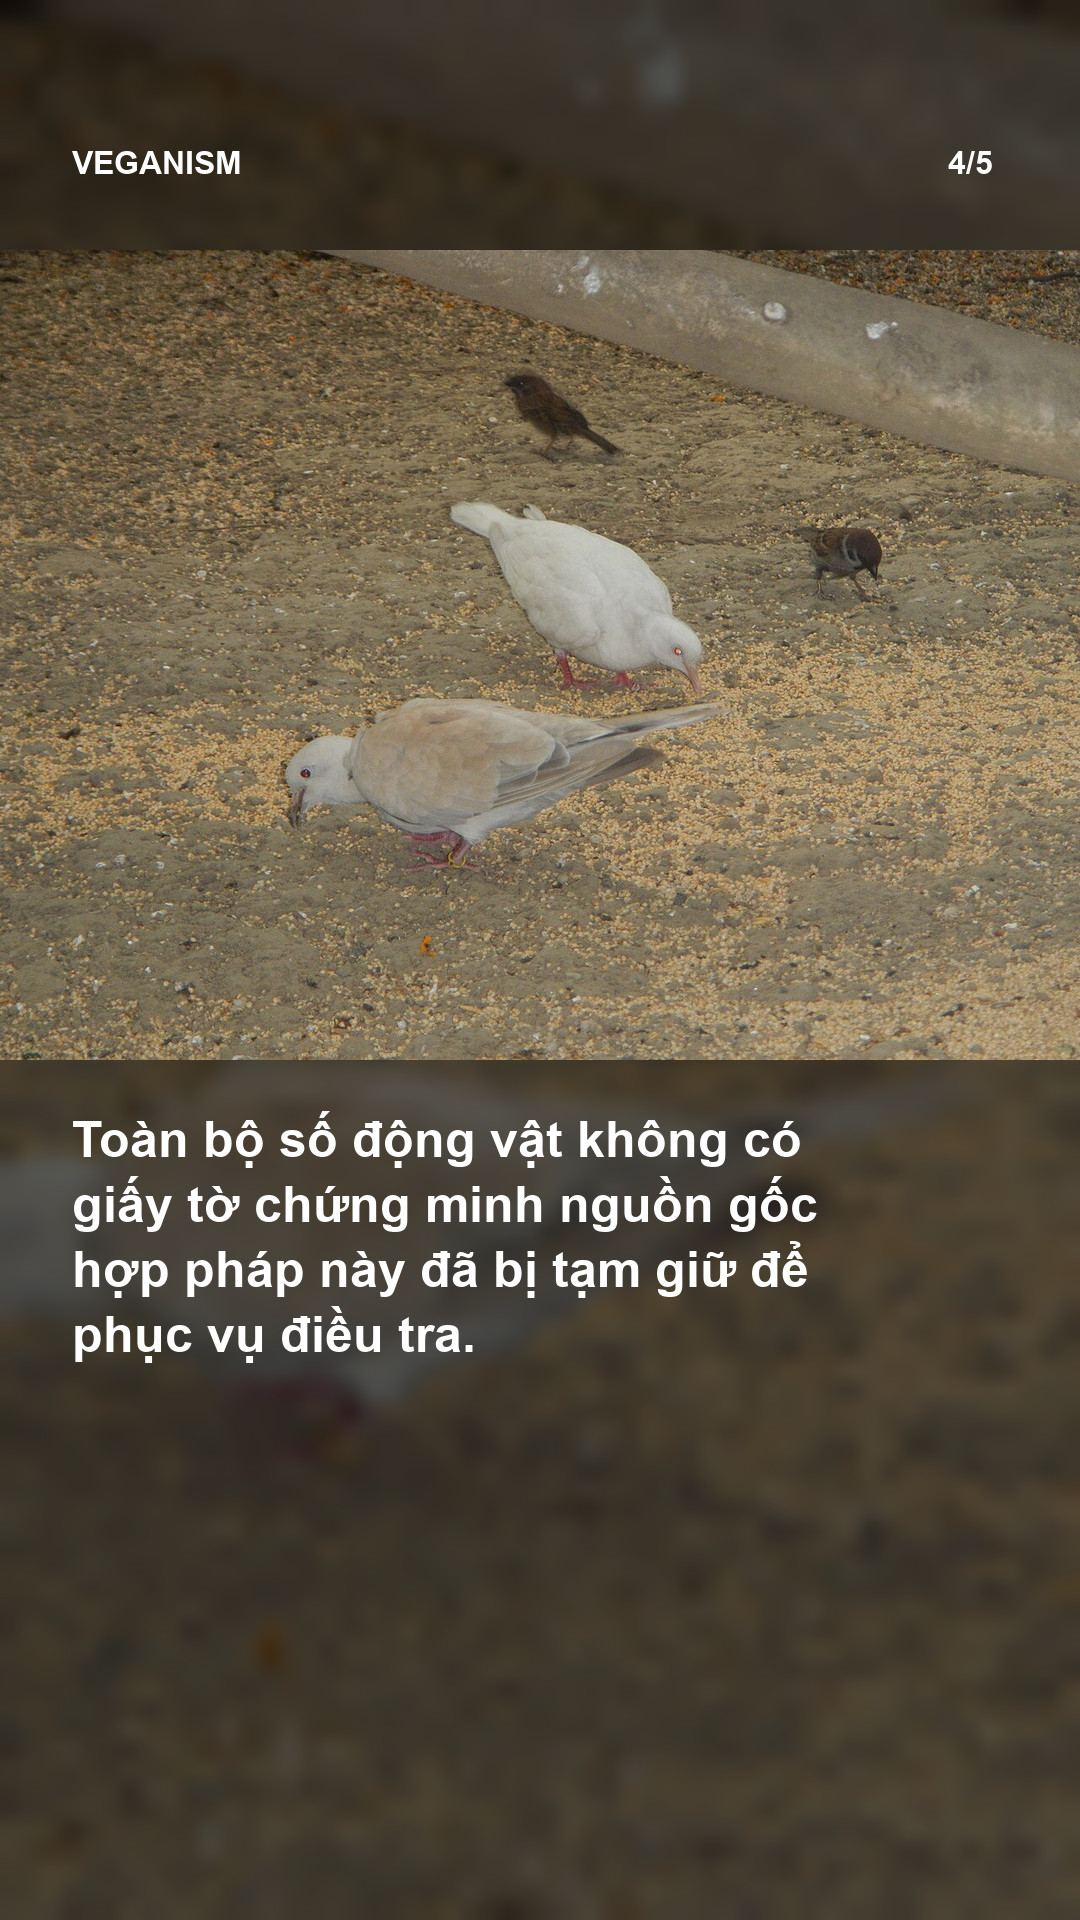 VEGANISM
4/5
Toàn bộ số động vật không có
giấy tờ chứng minh nguồn gốc
hợp pháp này đã bị tạm giữ để
phục vụ điều tra.